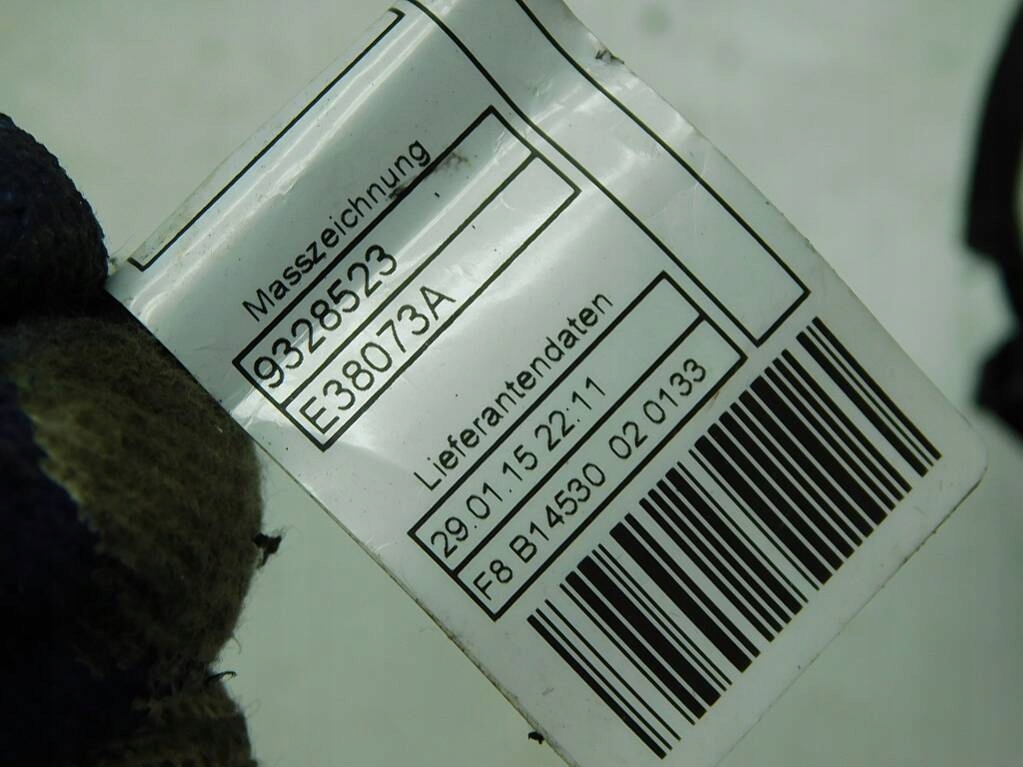 Masszeichnung
9328523
E38073A
Lieferantendaten
29.01.15 22:11
F8 B14530 02 0133